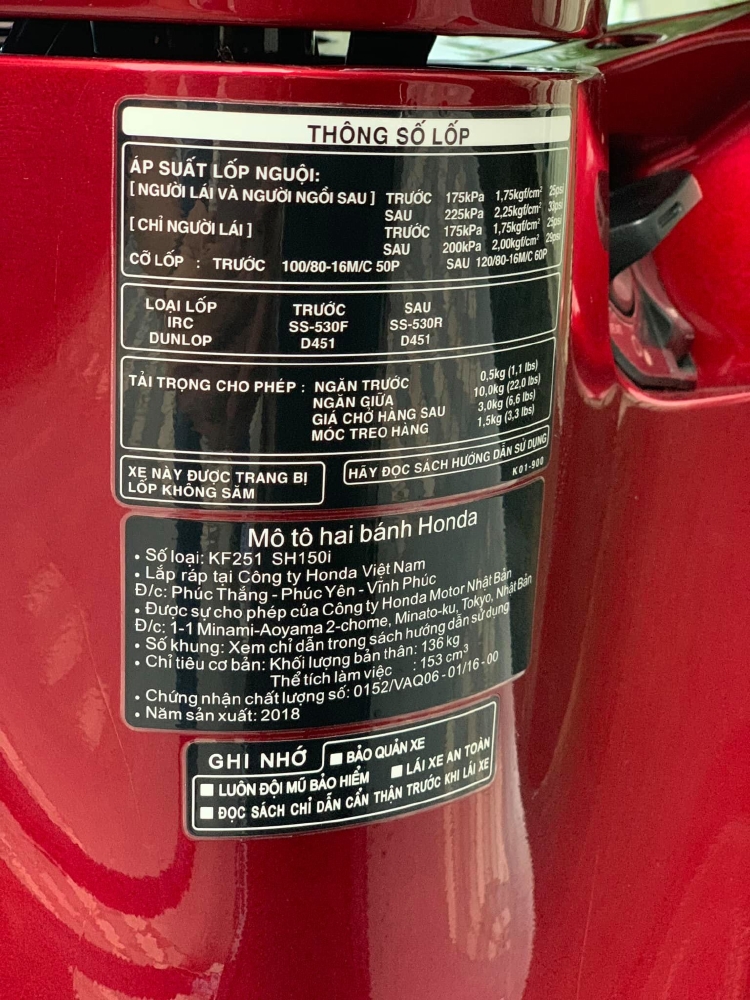 THÔNG SỐ LỐP
ÁP SUẤT LỐP NGUỘI:
[ NGƯỜI LÁI VÀ NGƯỜI NGỒI SAU ] TRƯỚC 175kPa 1,75kgf/cm² 25psi
SAU 225kPa 2,25kgf/cm² 33psi
[ CHỈ NGƯỜI LÁI ] TRƯỚC 175kPa 1,75kgf/cm² 25psi
SAU 200kPa 2,00kgf/cm² 29psi
CỠ LỐP : TRƯỚC 100/80-16M/C 50P SAU 120/80-16M/C 60P
LOẠI LỐP TRƯỚC SAU
IRC SS-530F SS-530R
DUNLOP D451 D451
TẢI TRỌNG CHO PHÉP : NGĂN TRƯỚC 0,5kg (1,1 lbs)
NGĂN GIỮA 10,0kg (22,0 lbs)
GIÁ CHỞ HÀNG SAU 3,0kg (6,6 lbs)
MÓC TREO HÀNG 1,5kg (3,3 lbs)
XE NÀY ĐƯỢC TRANG BỊ
LỐP KHÔNG SĂM
HÃY ĐỌC SÁCH HƯỚNG DẪN SỬ DỤNG
K01-900
Mô tô hai bánh Honda
• Số loại: KF251 SH150i
• Lắp ráp tại Công ty Honda Việt Nam
Đ/c: Phúc Thắng - Phúc Yên - Vĩnh Phúc
• Được sự cho phép của Công ty Honda Motor Nhật Bản
Đ/c: 1-1 Minami-Aoyama 2-chome, Minato-ku, Tokyo, Nhật Bản
• Số khung: Xem chỉ dẫn trong sách hướng dẫn sử dụng
• Chỉ tiêu cơ bản: Khối lượng bản thân: 136 kg
Thể tích làm việc : 153 cm³
• Chứng nhận chất lượng số: 0152/VAQ06 - 01/16 - 00
• Năm sản xuất: 2018
GHI NHỚ ■ BẢO QUẢN XE
■ LUÔN ĐỘI MŨ BẢO HIỂM ■ LÁI XE AN TOÀN
■ ĐỌC SÁCH CHỈ DẪN CẨN THẬN TRƯỚC KHI LÁI XE